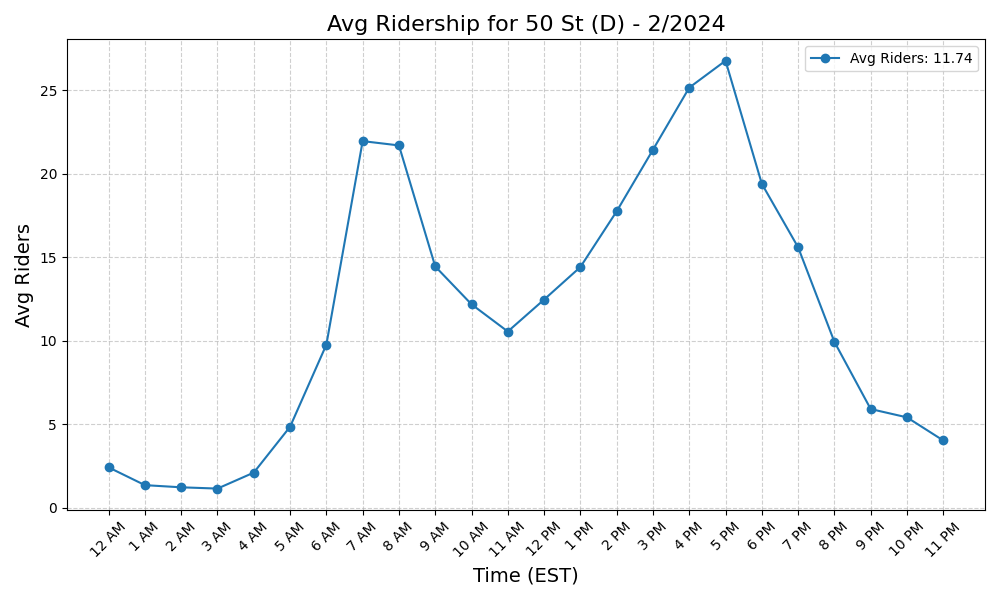 Avg Ridership for 50 St (D) - 2/2024
Avg Riders: 11.74
Avg Riders
25
20
15
10
5
0
12 AM
1 AM
2 AM
3 AM
4 AM
5 AM
6 AM
7 AM
8 AM
9 AM
10 AM
11 AM
12 PM
1 PM
2 PM
3 PM
4 PM
5 PM
6 PM
7 PM
8 PM
9 PM
10 PM
11 PM
Time (EST)